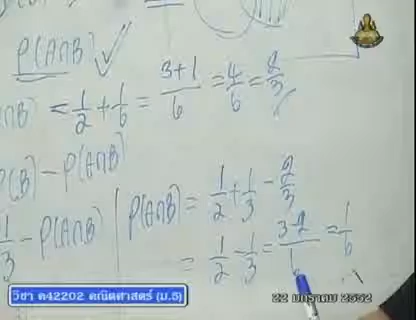 P(A∩B) ✓
∩B) = 1/2 + 1/6 = 3+1/6 = 4/6 = 2/3
P(B) - P(A∩B)
1/3 - P(A∩B)
P(A∩B) = 1/2 + 1/3 - 2/3
= 1/2 - 1/3 = 3-2/6 = 1/6
วิชา ค42202 คณิตศาสตร์ (ม.5)
22 มกราคม 2552